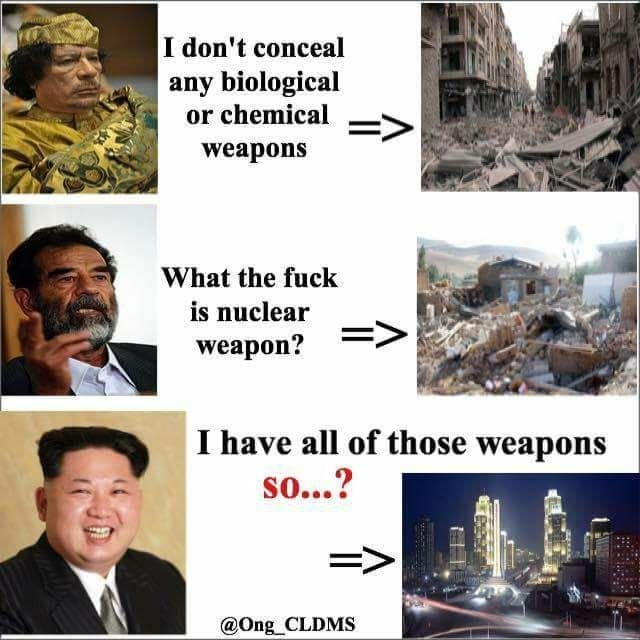 I don't conceal
any biological
or chemical
weapons
=>
What the fuck
is nuclear
weapon?
=>
I have all of those weapons
so...?
=>
@Ong_CLDMS